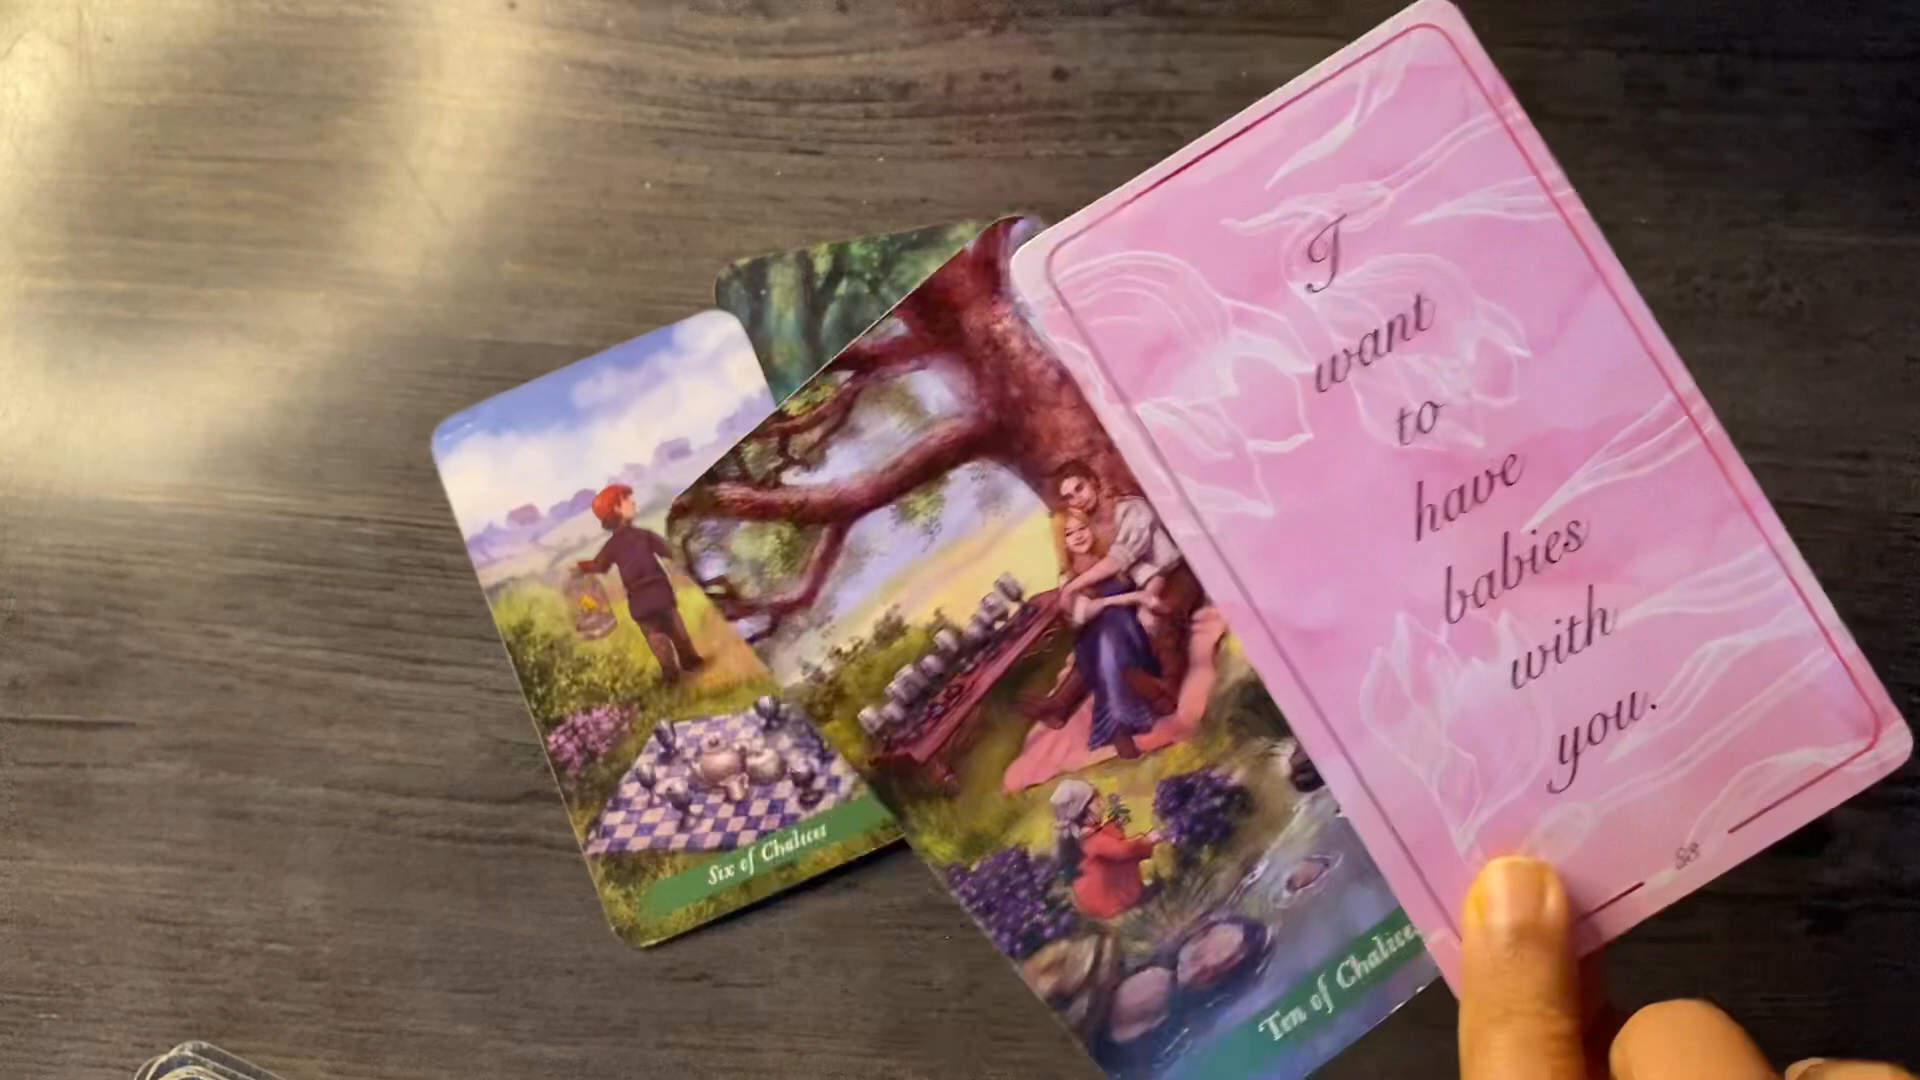 I
want
to
have
babies
with
you.
Six of Chalices
Ten of Chalices